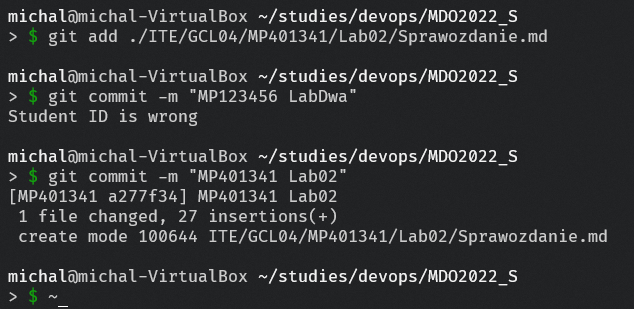 michal@michal-VirtualBox ~/studies/devops/MDO2022_S
> $ git add ./ITE/GCL04/MP401341/Lab02/Sprawozdanie.md
michal@michal-VirtualBox ~/studies/devops/MDO2022_S
> $ git commit -m "MP123456 LabDwa"
Student ID is wrong
michal@michal-VirtualBox ~/studies/devops/MDO2022_S
> $ git commit -m "MP401341 Lab02"
[MP401341 a277f34] MP401341 Lab02
 1 file changed, 27 insertions(+)
 create mode 100644 ITE/GCL04/MP401341/Lab02/Sprawozdanie.md
michal@michal-VirtualBox ~/studies/devops/MDO2022_S
> $ ~_